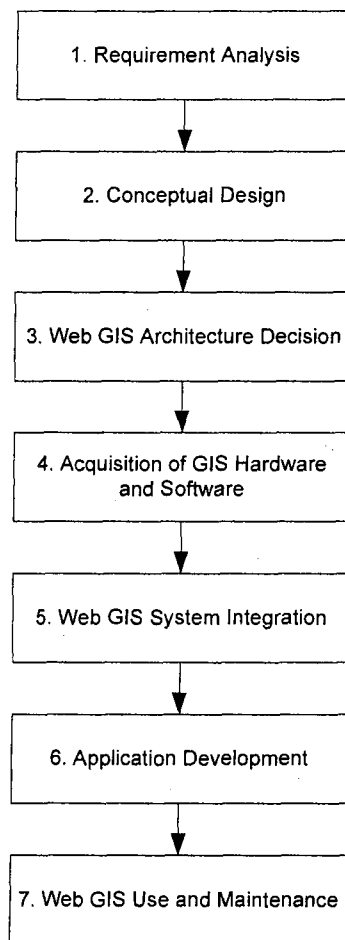 1. Requirement Analysis
2. Conceptual Design
3. Web GIS Architecture Decision
4. Acquisition of GIS Hardware
and Software
5. Web GIS System Integration
6. Application Development
7. Web GIS Use and Maintenance